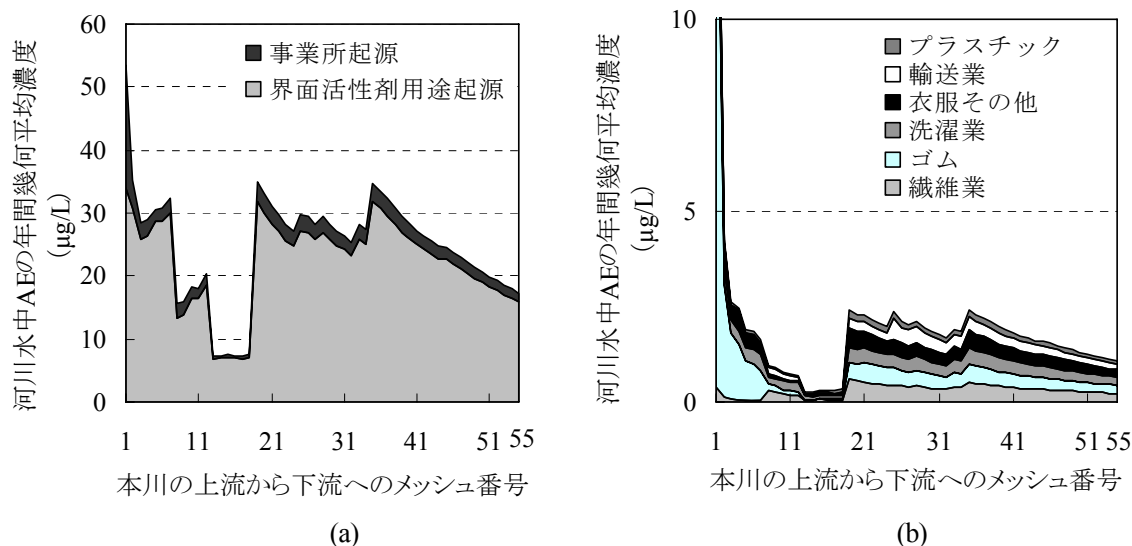 60
50
40
30
20
10
0
河川水中AEの年間幾何平均濃度
(μg/L)
事業所起源
界面活性剤用途起源
1 11 21 31 41 51 55
本川の上流から下流へのメッシュ番号
(a)
10
5
0
河川水中AEの年間幾何平均濃度
(μg/L)
プラスチック
輸送業
衣服その他
洗濯業
ゴム
繊維業
1 11 21 31 41 51 55
本川の上流から下流へのメッシュ番号
(b)